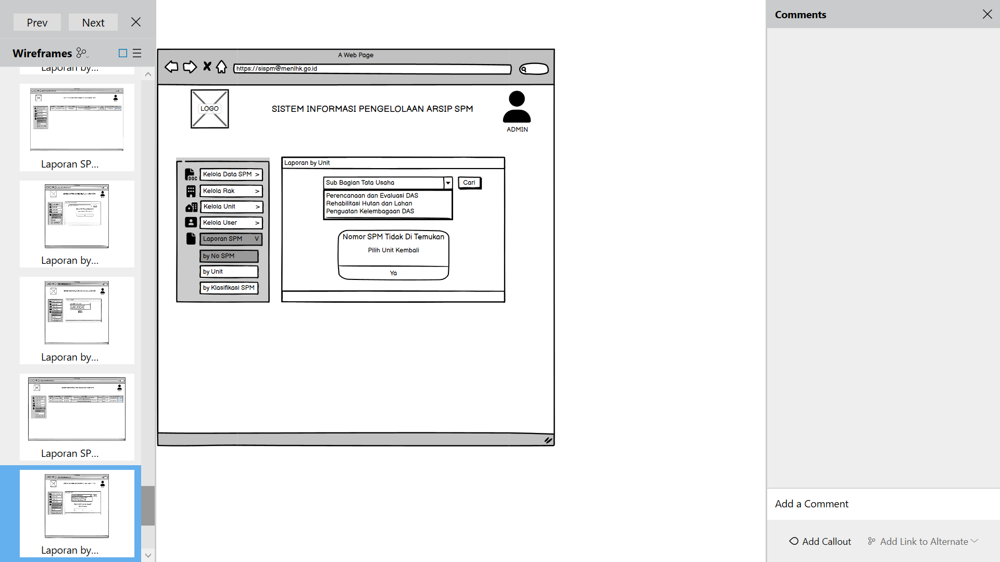 Prev
Next
Wireframes
Laporan by...
Laporan SP...
Laporan by...
Laporan by...
Laporan SP...
Laporan by...
A Web Page
https://sispm@menlhk.go.id
LOGO
SISTEM INFORMASI PENGELOLAAN ARSIP SPM
ADMIN
DOC
Kelola Data SPM >
Kelola Rak >
Kelola Unit >
Kelola User >
Laporan SPM V
by No SPM
by Unit
by Klasifikasi SPM
Laporan by Unit
Sub Bagian Tata Usaha
Cari
Perencanaan dan Evaluasi DAS
Rehabilitasi Hutan dan Lahan
Penguatan Kelembagaan DAS
Nomor SPM Tidak Di Temukan
Pilih Unit Kembali
Ya
Comments
Add a Comment
Add Callout
Add Link to Alternate